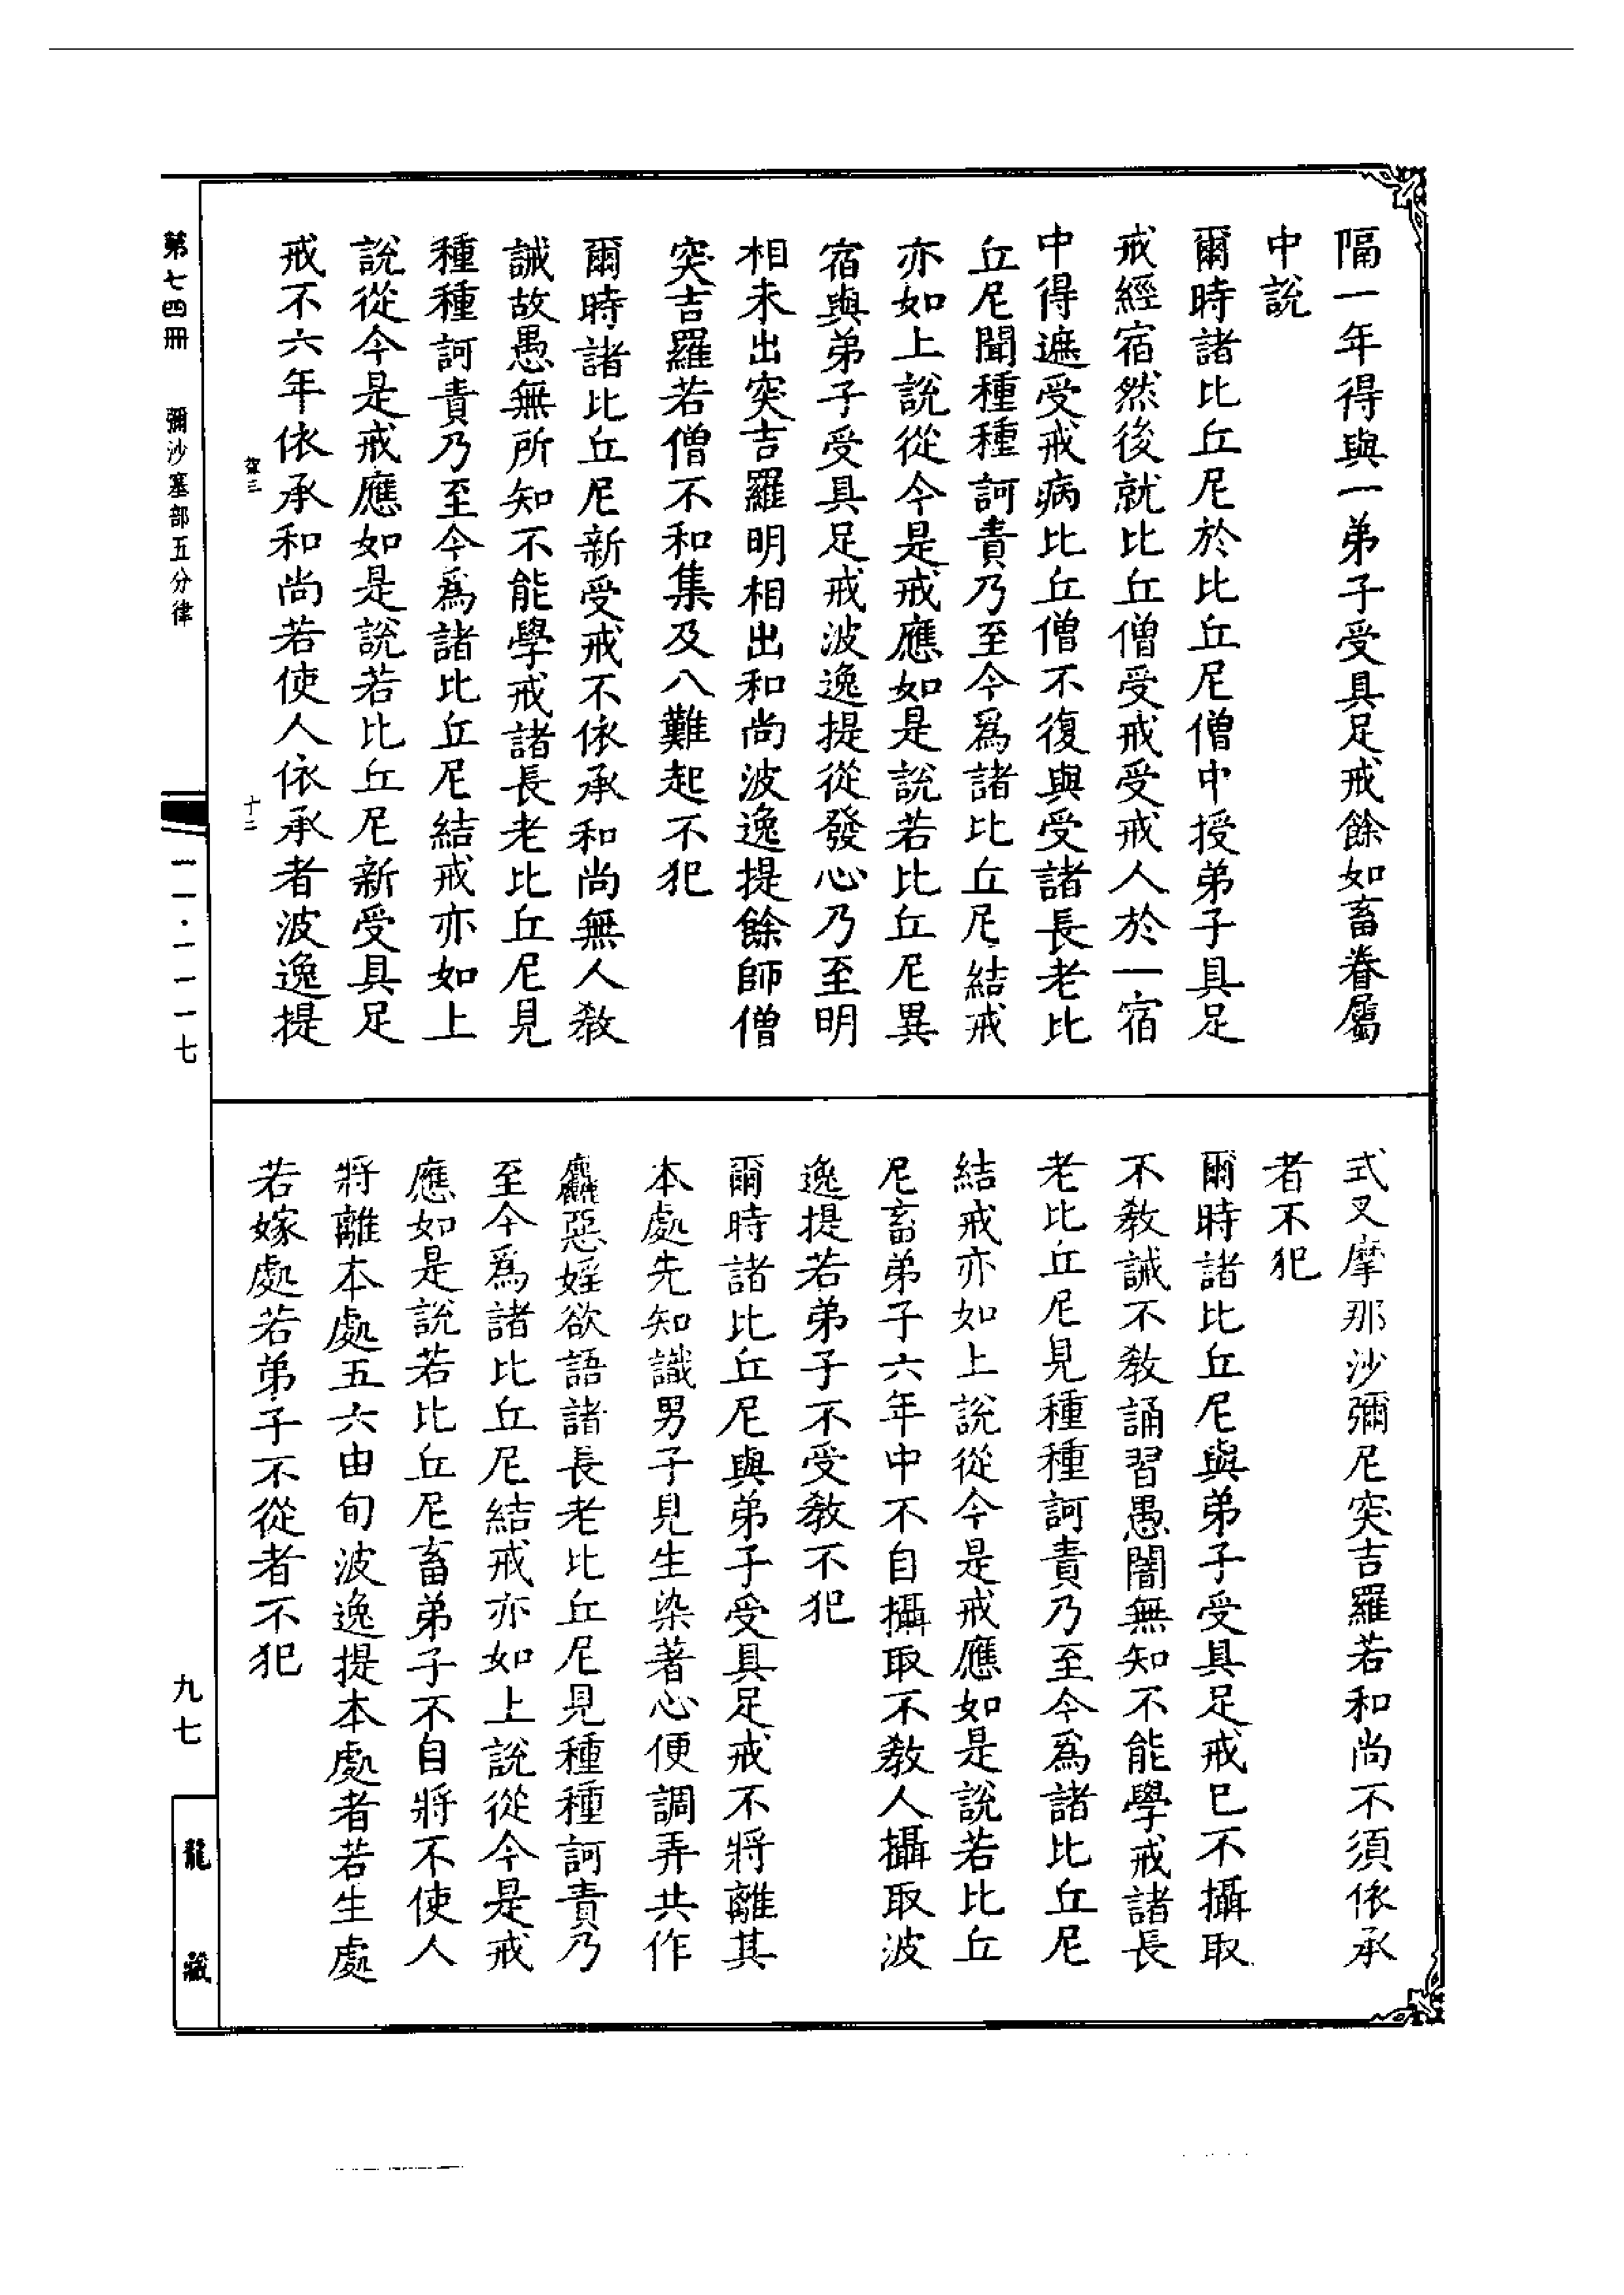 隔一年得與一弟子受具足戒餘如畜眷屬
中說
爾時諸比丘尼於比丘尼僧中授弟子具足
戒經宿然後就比丘僧受戒受戒人於一宿
中得遮受戒病比丘僧不復與受諸長老比
丘尼聞種種訶責乃至今爲諸比丘尼結戒
亦如上說從今是戒應如是說若比丘尼異
宿與弟子受具足戒波逸提從發心乃至明
相未出突吉羅明相出和尚波逸提餘師僧
突吉羅若僧不和集及八難起不犯
爾時諸比丘尼新受戒不依承和尚無人教
誡故愚無所知不能學戒諸長老比丘尼見
種種訶責乃至今爲諸比丘尼結戒亦如上
說從今是戒應如是說若比丘尼新受具足
戒不六年依承和尚若使人依承者波逸提
式叉摩那沙彌尼突吉羅若和尚不須依承
者不犯
爾時諸比丘尼與弟子受具足戒已不攝取
不教誡不教誦習愚闇無知不能學戒諸長
老比丘尼見種種訶責乃至今爲諸比丘尼
結戒亦如上說從今是戒應如是說若比丘
尼畜弟子六年中不自攝取不教人攝取波
逸提若弟子不受教不犯
爾時諸比丘尼與弟子受具足戒不將離其
本處先知識男子見生染著心便調弄共作
麤惡婬欲語諸長老比丘尼見種種訶責乃
至今爲諸比丘尼結戒亦如上說從今是戒
應如是說若比丘尼畜弟子不自將不使人
將離本處五六由旬波逸提本處者若生處
若嫁處若弟子不從者不犯
十二
第七四冊
彌沙塞部五分律
一一·一一一七
九七
龍藏